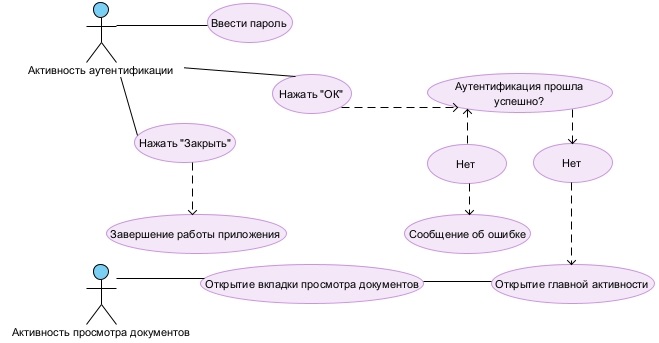 Ввести пароль
Активность аутентификации
Нажать "ОК"
Аутентификация прошла
успешно?
Нажать "Закрыть"
Нет
Нет
Завершение работы приложения
Сообщение об ошибке
Открытие вкладки просмотра документов
Открытие главной активности
Активность просмотра документов